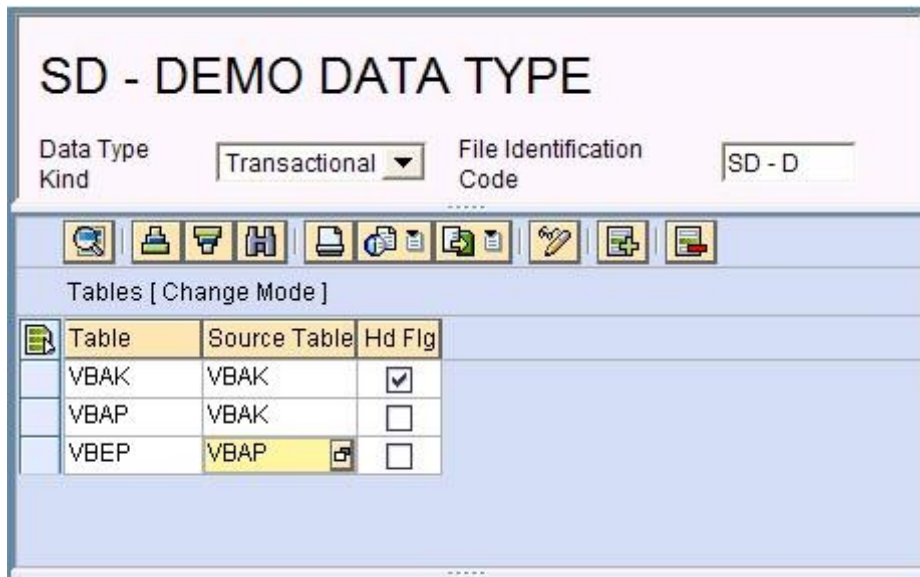 SD - DEMO DATA TYPE
Data Type Kind
Transactional
File Identification Code
SD - D
Tables [ Change Mode ]
Table Source Table Hd Flg
VBAK VBAK
VBAP VBAK
VBEP VBAP